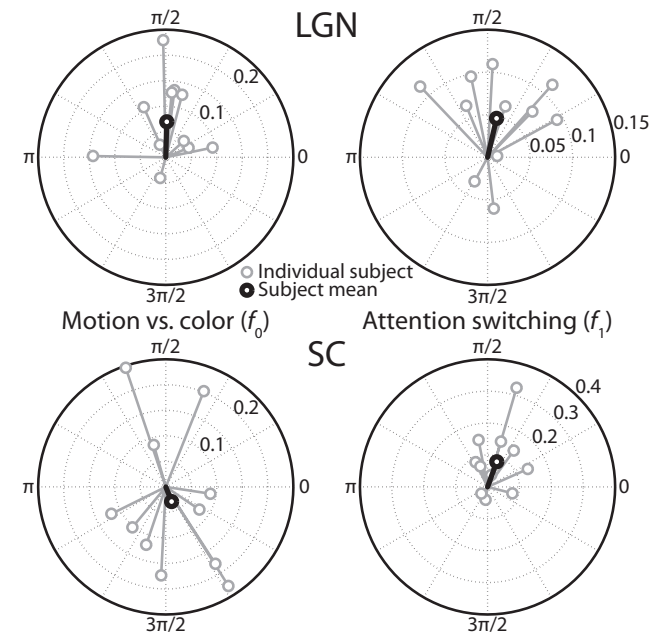 LGN
π/2
0.2
0.1
π
0
3π/2
π/2
0.15
0.1
0.05
π
0
3π/2
Individual subject
Subject mean
Motion vs. color (f0)
Attention switching (f1)
SC
π/2
0.2
0.1
π
0
3π/2
π/2
0.4
0.3
0.2
π
0
3π/2